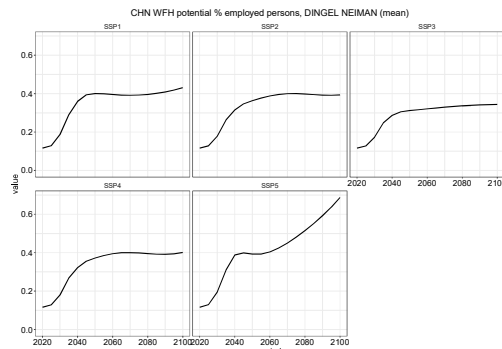 CHN WFH potential % employed persons, DINGEL NEIMAN (mean)
SSP1 SSP2 SSP3
0.6
0.4
0.2
0.0
2020 2040 2060 2080 2100
value
SSP4 SSP5
0.6
0.4
0.2
0.0
2020 2040 2060 2080 2100 2020 2040 2060 2080 2100